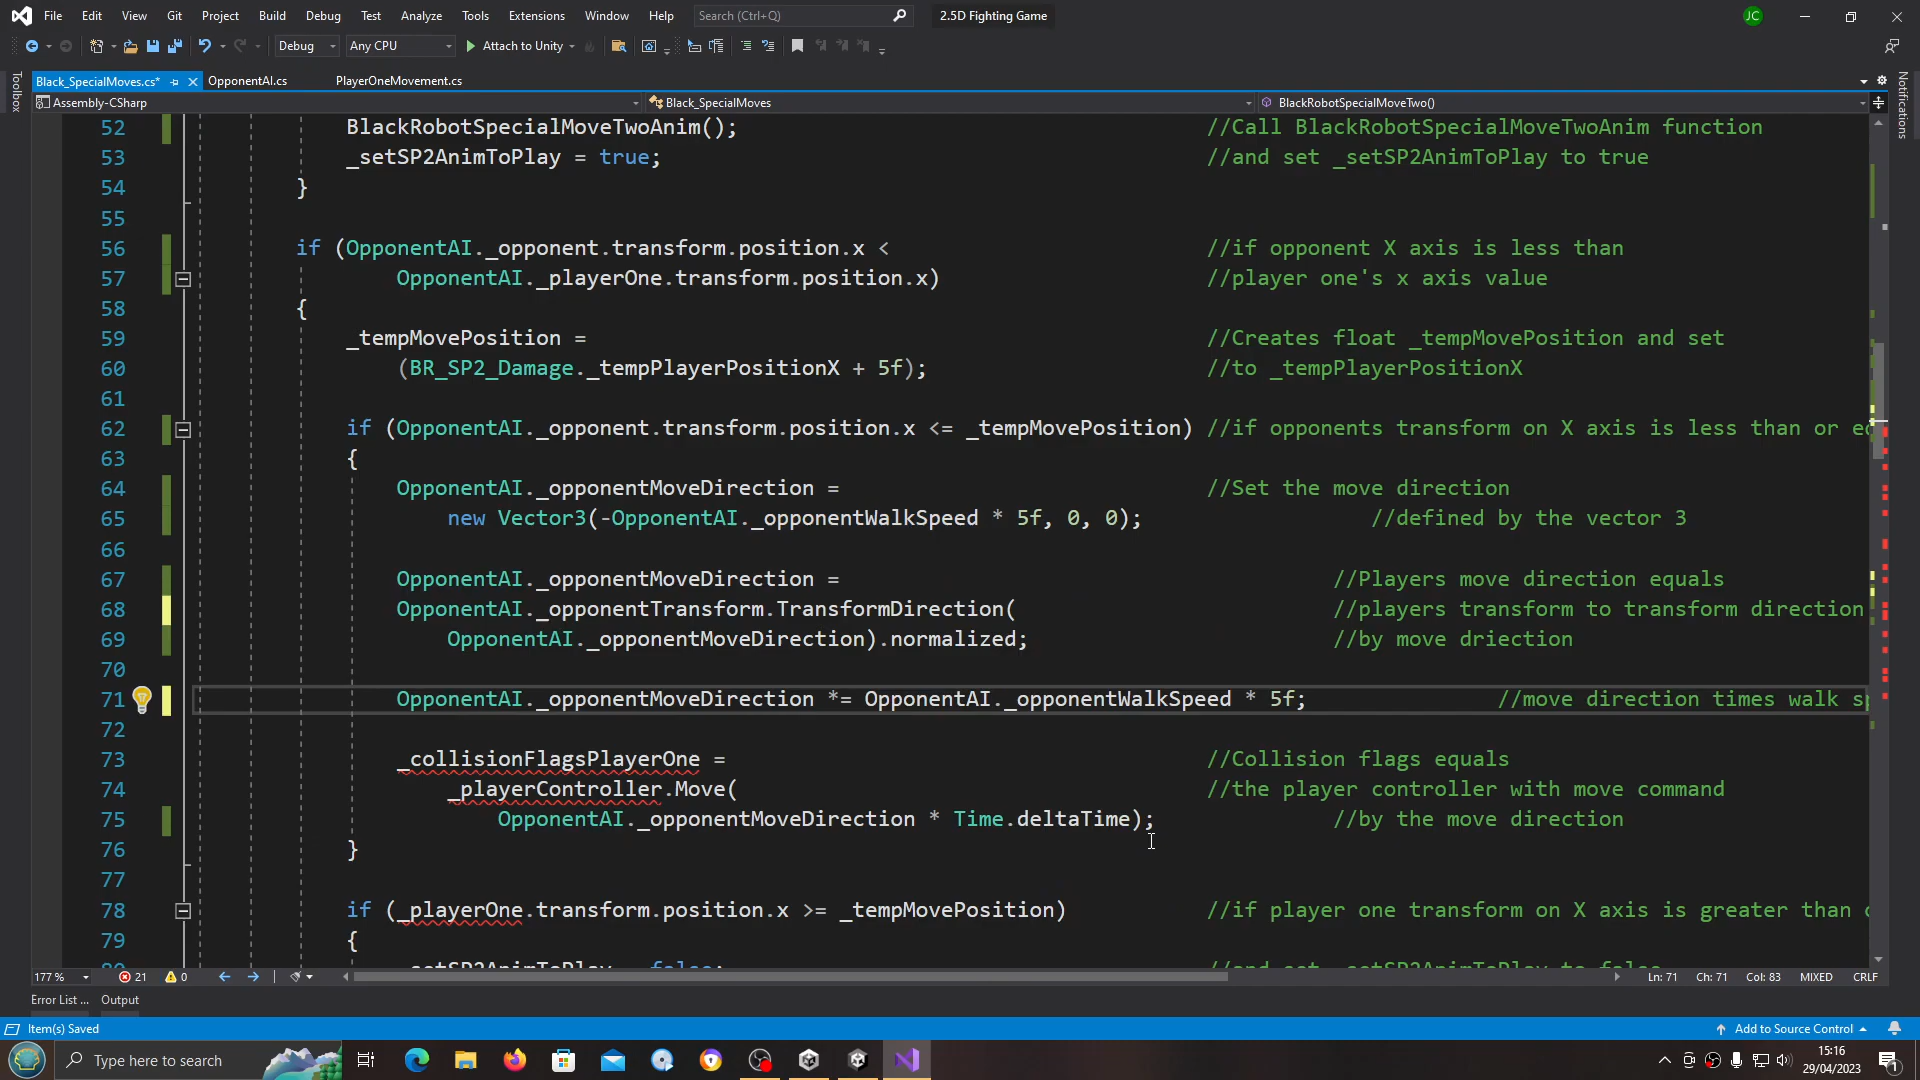 File Edit View Git Project Build Debug Test Analyze Tools Extensions Window Help Search (Ctrl+Q) 2.5D Fighting Game JC
Debug Any CPU Attach to Unity
Toolbox
Black_SpecialMoves.cs* OpponentAI.cs PlayerOneMovement.cs
Notifications
Assembly-CSharp Black_SpecialMoves BlackRobotSpecialMoveTwo()
52 BlackRobotSpecialMoveTwoAnim(); //Call BlackRobotSpecialMoveTwoAnim function
53 _setSP2AnimToPlay = true; //and set _setSP2AnimToPlay to true
54 }
55
56 if (OpponentAI._opponent.transform.position.x < //if opponent X axis is less than
57 OpponentAI._playerOne.transform.position.x) //player one's x axis value
58 {
59 _tempMovePosition = //Creates float _tempMovePosition and set
60 (BR_SP2_Damage._tempPlayerPositionX + 5f); //to _tempPlayerPositionX
61
62 if (OpponentAI._opponent.transform.position.x <= _tempMovePosition) //if opponents transform on X axis is less than or
63 {
64 OpponentAI._opponentMoveDirection = //Set the move direction
65 new Vector3(-OpponentAI._opponentWalkSpeed * 5f, 0, 0); //defined by the vector 3
66
67 OpponentAI._opponentMoveDirection = //Players move direction equals
68 OpponentAI._opponentTransform.TransformDirection( //players transform to transform direction
69 OpponentAI._opponentMoveDirection).normalized; //by move driection
70
71 OpponentAI._opponentMoveDirection *= OpponentAI._opponentWalkSpeed * 5f; //move direction times walk
72
73 _collisionFlagsPlayerOne = //Collision flags equals
74 _playerController.Move( //the player controller with move command
75 OpponentAI._opponentMoveDirection * Time.deltaTime); //by the move direction
76 }
77
78 if (_playerOne.transform.position.x >= _tempMovePosition) //if player one transform on X axis is greater than
79 {
80 _setSP2AnimToPlay = false; //and set _setSP2AnimToPlay to false
177 % 21 0 Ln: 71 Ch: 71 Col: 83 MIXED CRLF
Error List ... Output
Item(s) Saved Add to Source Control
Type here to search 15:16
29/04/2023 1